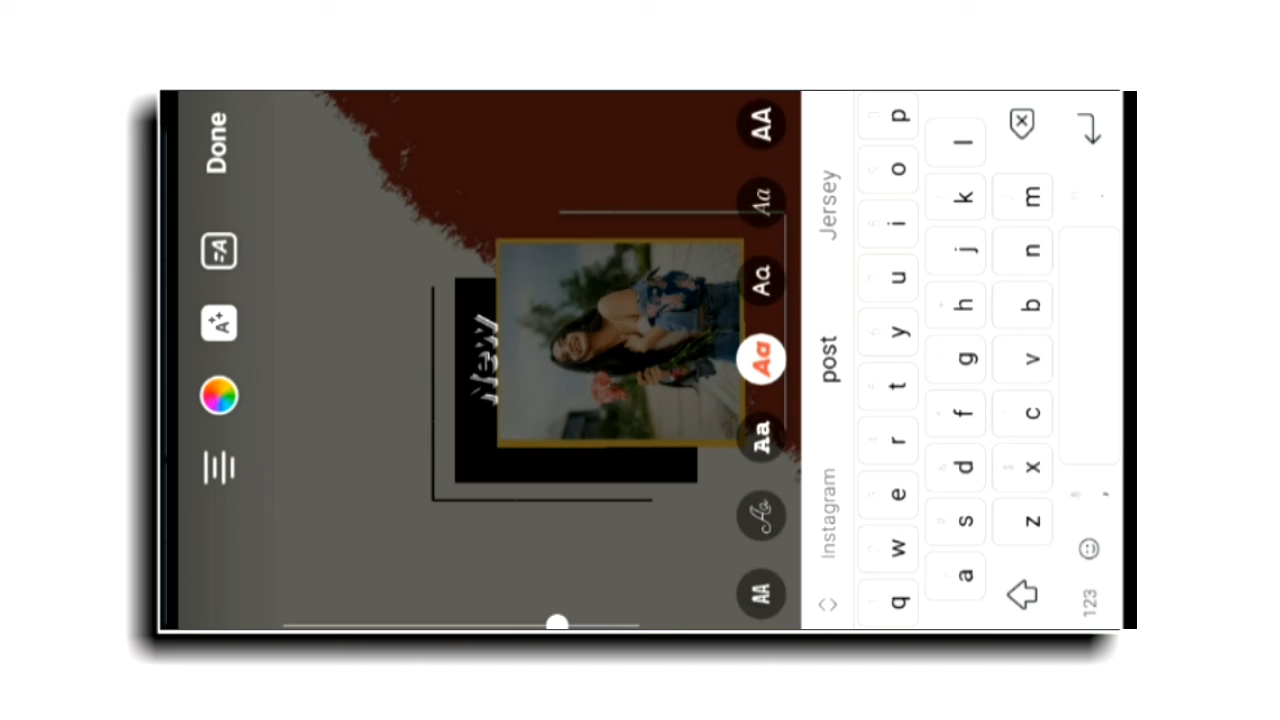 A A Done
New
AA Aa Aa Aa Aa Aa AA
Instagram post Jersey
q w e r t y u i o p
a s d f g h j k l
z x c v b n m
123 , .